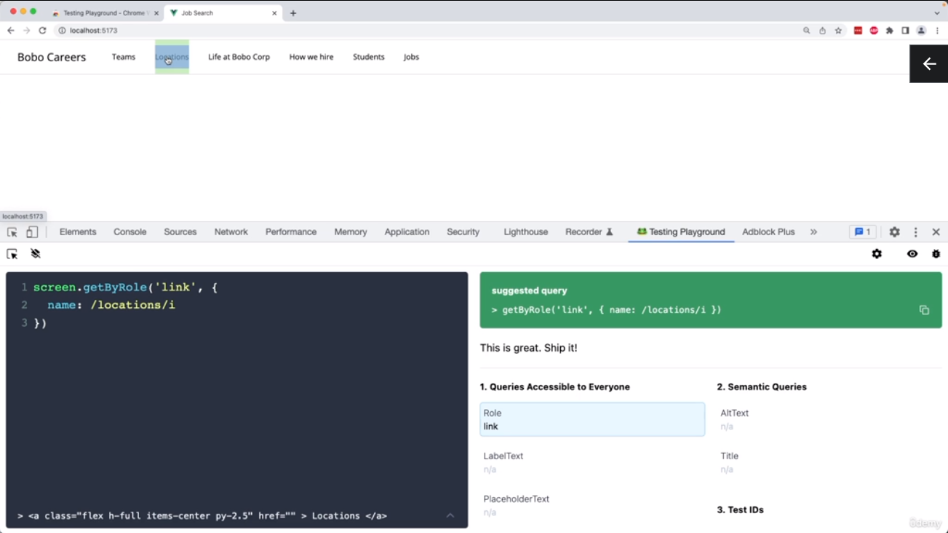 Testing Playground - Chrome
Job Search
localhost:5173
Bobo Careers
Teams
Locations
Life at Bobo Corp
How we hire
Students
Jobs
localhost:5173
Elements
Console
Sources
Network
Performance
Memory
Application
Security
Lighthouse
Recorder
Testing Playground
Adblock Plus
»
1
1 screen.getByRole('link', {
2 name: /locations/i
3 })
> <a class="flex h-full items-center py-2.5" href="" > Locations </a>
suggested query
> getByRole('link', { name: /locations/i })
This is great. Ship it!
1. Queries Accessible to Everyone
Role
link
LabelText
n/a
PlaceholderText
n/a
2. Semantic Queries
AltText
n/a
Title
n/a
3. Test IDs
ûdemy